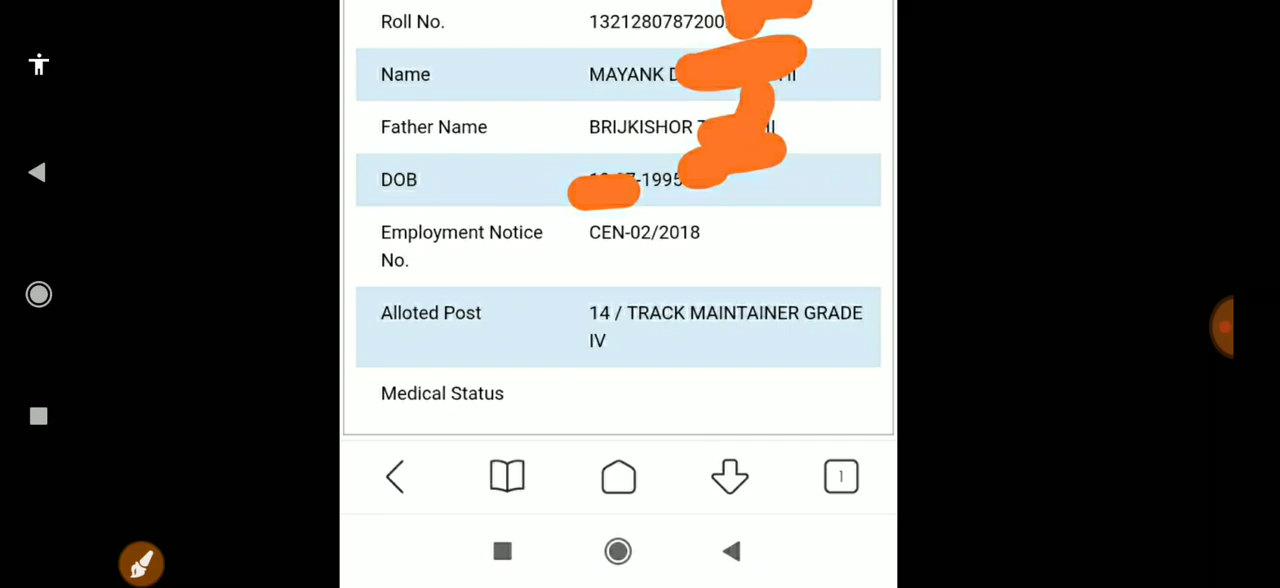 Roll No. 1321280787200
Name MAYANK
Father Name BRIJKISHOR
DOB -1995
Employment Notice CEN-02/2018
No.
Alloted Post 14 / TRACK MAINTAINER GRADE
IV
Medical Status
1